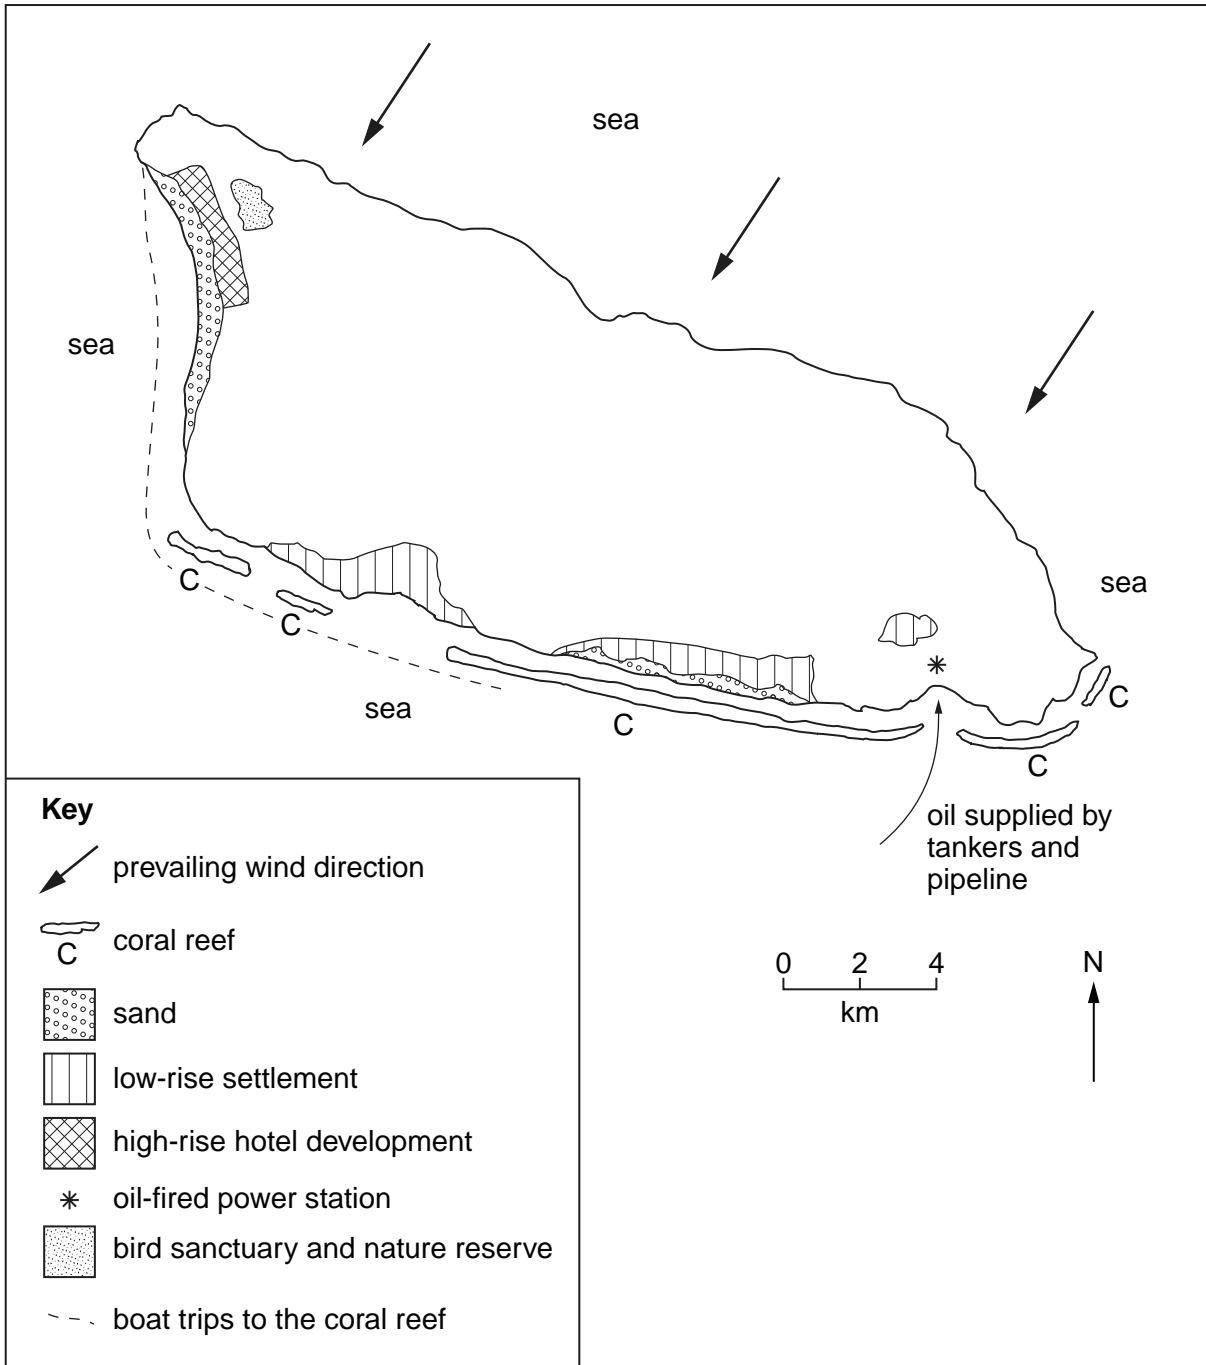 sea
sea
sea
sea
C
C
C
C
C
oil supplied by
tankers and
pipeline
0 2 4
km
N
Key
prevailing wind direction
C
coral reef
sand
low-rise settlement
high-rise hotel development
oil-fired power station
bird sanctuary and nature reserve
boat trips to the coral reef